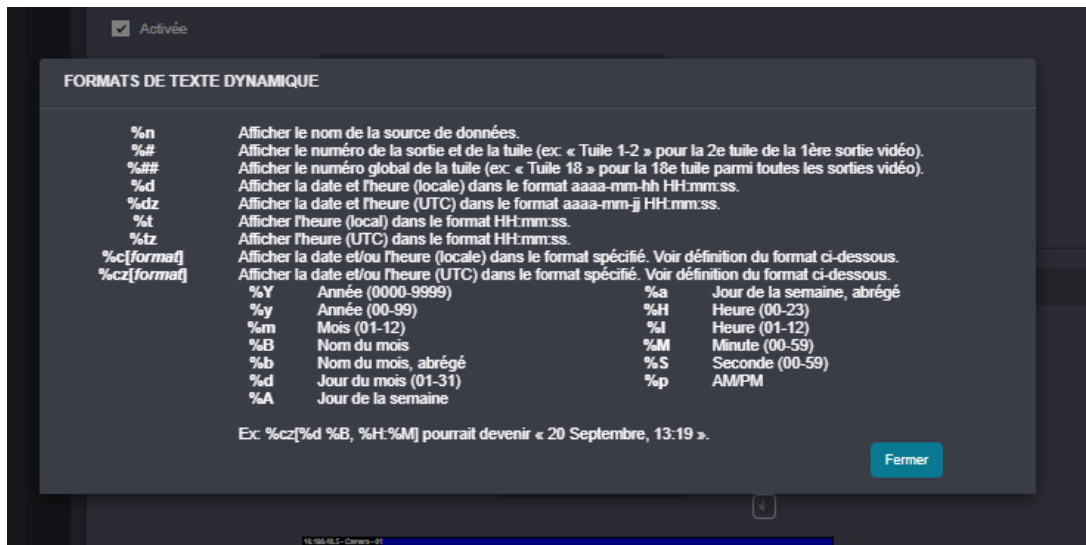 Activée
FORMATS DE TEXTE DYNAMIQUE
%n Afficher le nom de la source de données.
%# Afficher le numéro de la sortie et de la tuile (ex: « Tuile 1-2 » pour la 2e tuile de la 1ère sortie vidéo).
%## Afficher le numéro global de la tuile (ex: « Tuile 18 » pour la 18e tuile parmi toutes les sorties vidéo).
%d Afficher la date et l'heure (locale) dans le format aaaa-mm-hh HH:mm:ss.
%dz Afficher la date et l'heure (UTC) dans le format aaaa-mm-jj HH:mm:ss.
%t Afficher l'heure (local) dans le format HH:mm:ss.
%tz Afficher l'heure (UTC) dans le format HH:mm:ss.
%c[format] Afficher la date et/ou l'heure (locale) dans le format spécifié. Voir définition du format ci-dessous.
%cz[format] Afficher la date et/ou l'heure (UTC) dans le format spécifié. Voir définition du format ci-dessous.
%Y Année (0000-9999) %a Jour de la semaine, abrégé
%y Année (00-99) %H Heure (00-23)
%m Mois (01-12) %I Heure (01-12)
%B Nom du mois %M Minute (00-59)
%b Nom du mois, abrégé %S Seconde (00-59)
%d Jour du mois (01-31) %p AM/PM
%A Jour de la semaine
Ex: %cz[%d %B, %H:%M] pourrait devenir « 20 Septembre, 13:19 ».
Fermer